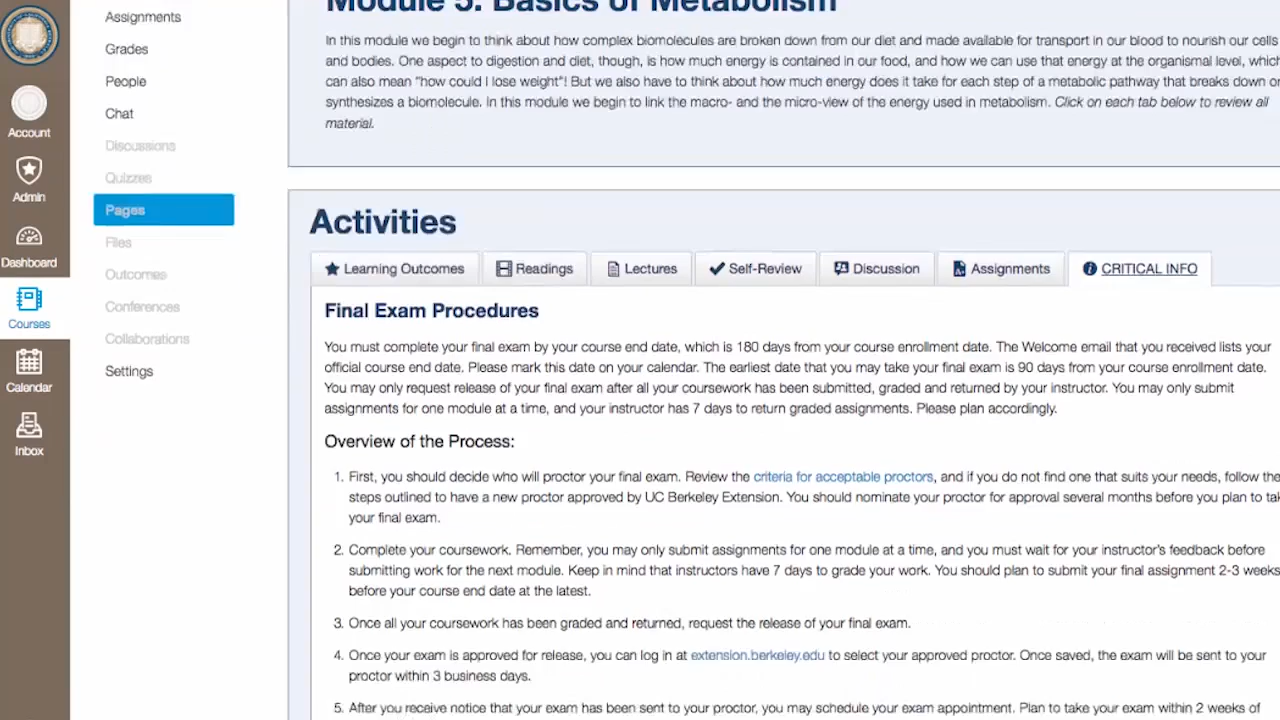 Account
Admin
Dashboard
Courses
Calendar
Inbox
Assignments
Grades
People
Chat
Discussions
Quizzes
Pages
Files
Outcomes
Conferences
Collaborations
Settings
Module 5: Basics of Metabolism
In this module we begin to think about how complex biomolecules are broken down from our diet and made available for transport in our blood to nourish our cells
and bodies. One aspect to digestion and diet, though, is how much energy is contained in our food, and how we can use that energy at the organismal level, which
can also mean "how could I lose weight"! But we also have to think about how much energy does it take for each step of a metabolic pathway that breaks down or
synthesizes a biomolecule. In this module we begin to link the macro- and the micro-view of the energy used in metabolism. Click on each tab below to review all
material.
Activities
Learning Outcomes
Readings
Lectures
Self-Review
Discussion
Assignments
CRITICAL INFO
Final Exam Procedures
You must complete your final exam by your course end date, which is 180 days from your course enrollment date. The Welcome email that you received lists your
official course end date. Please mark this date on your calendar. The earliest date that you may take your final exam is 90 days from your course enrollment date.
You may only request release of your final exam after all your coursework has been submitted, graded and returned by your instructor. You may only submit
assignments for one module at a time, and your instructor has 7 days to return graded assignments. Please plan accordingly.
Overview of the Process:
1. First, you should decide who will proctor your final exam. Review the criteria for acceptable proctors, and if you do not find one that suits your needs, follow the
steps outlined to have a new proctor approved by UC Berkeley Extension. You should nominate your proctor for approval several months before you plan to tak
your final exam.
2. Complete your coursework. Remember, you may only submit assignments for one module at a time, and you must wait for your instructor's feedback before
submitting work for the next module. Keep in mind that instructors have 7 days to grade your work. You should plan to submit your final assignment 2-3 weeks
before your course end date at the latest.
3. Once all your coursework has been graded and returned, request the release of your final exam.
4. Once your exam is approved for release, you can log in at extension.berkeley.edu to select your approved proctor. Once saved, the exam will be sent to your
proctor within 3 business days.
5. After you receive notice that your exam has been sent to your proctor, you may schedule your exam appointment. Plan to take your exam within 2 weeks of